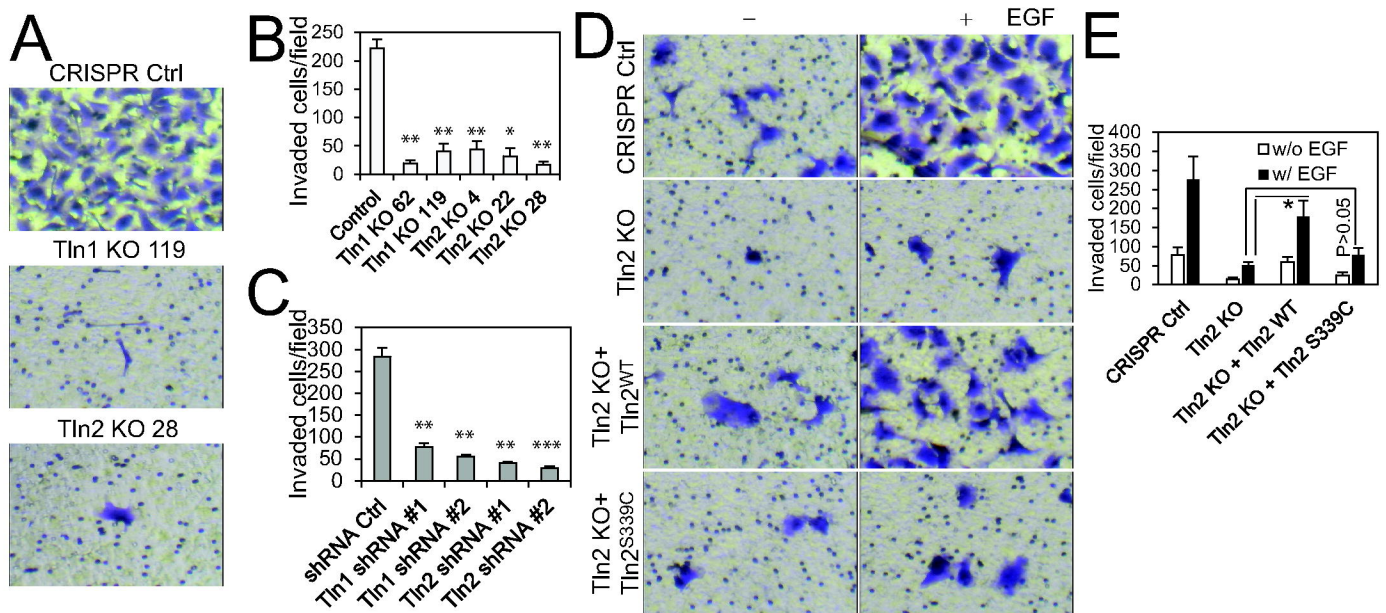 A
CRISPR Ctrl
Tln1 KO 119
Tln2 KO 28
B
Invaded cells/field
250
200
150
100
50
0
**
**
**
*
**
Control
Tln1 KO 62
Tln1 KO 119
Tln2 KO 4
Tln2 KO 22
Tln2 KO 28
C
Invaded cells/field
350
300
250
200
150
100
50
0
**
**
**
***
shRNA Ctrl
Tln1 shRNA #1
Tln1 shRNA #2
Tln2 shRNA #1
Tln2 shRNA #2
D
− + EGF
CRISPR Ctrl
Tln2 KO
Tln2 KO+
Tln2WT
Tln2 KO+
Tln2S339C
E
Invaded cells/field
400
350
300
250
200
150
100
50
0
w/o EGF
w/ EGF
*
P>0.05
CRISPR Ctrl
Tln2 KO
Tln2 KO + Tln2 WT
Tln2 KO + Tln2 S339C